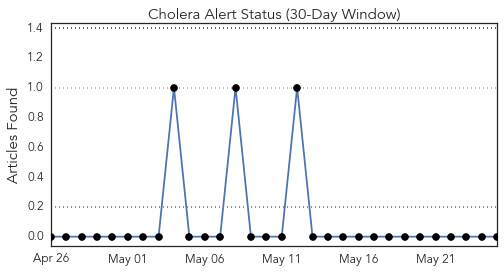 Cholera Alert Status (30-Day Window)
Articles Found
1.4
1.2
1.0
0.8
0.6
0.4
0.2
0.0
Apr 26
May 01
May 06
May 11
May 16
May 21